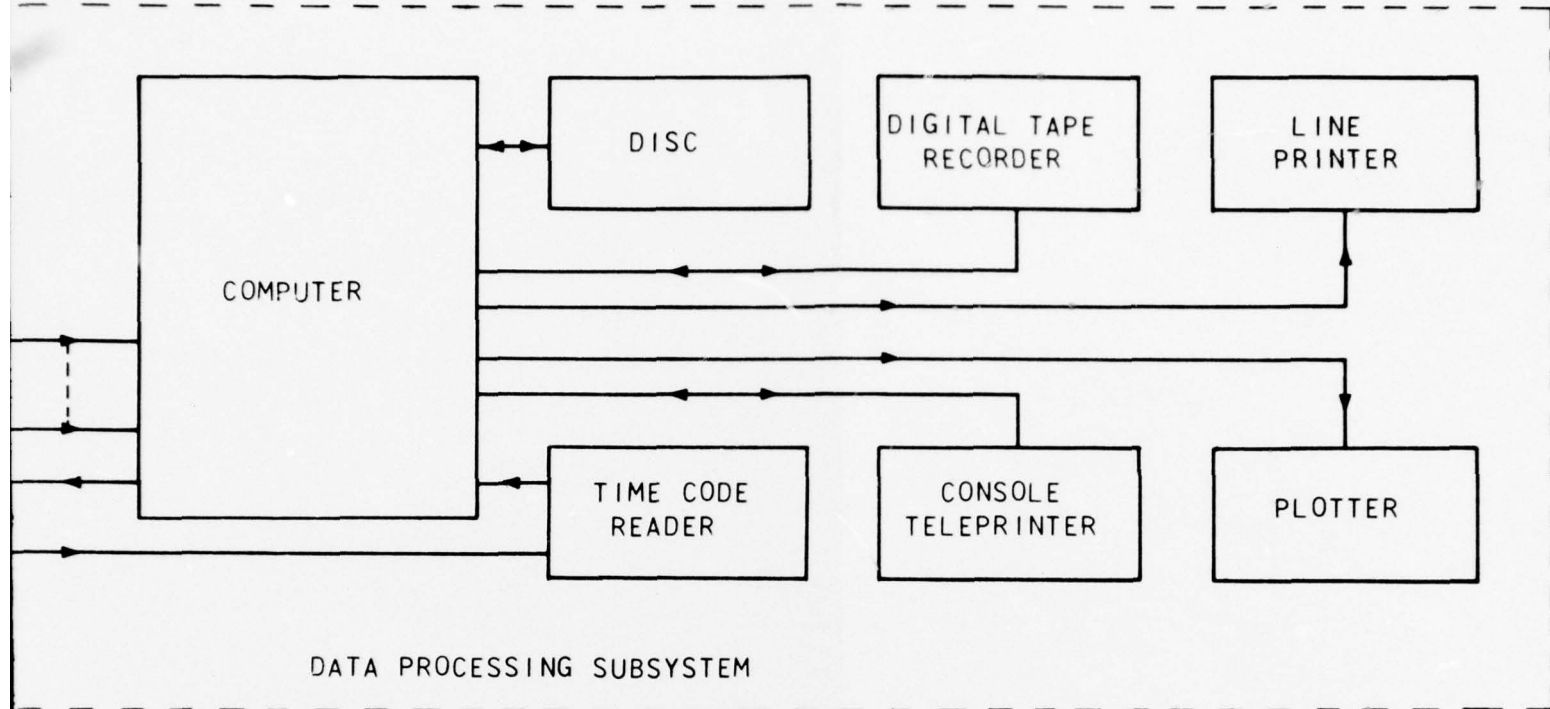 DISC
DIGITAL TAPE
RECORDER
LINE
PRINTER
COMPUTER
TIME CODE
READER
CONSOLE
TELEPRINTER
PLOTTER
DATA PROCESSING SUBSYSTEM